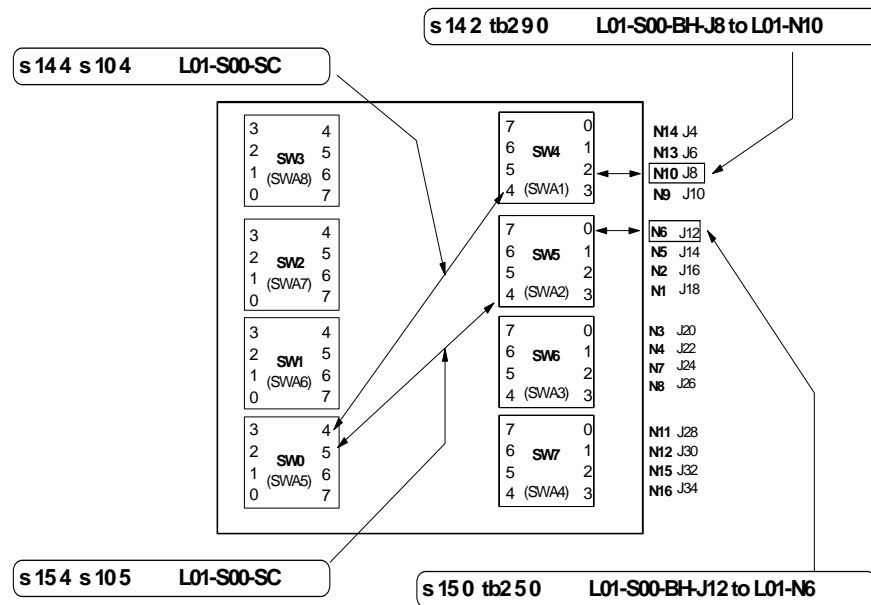 s 14 2 tb2 9 0 L01-S00-BH-J8 to L01-N10
s 14 4 s 10 4 L01-S00-SC
3 4
2 5
1 6
0 7
SW3
(SWA8)
7 0
6 1
5 2
4 3
SW4
(SWA1)
N14 J4
N13 J6
N10 J8
N9 J10
3 4
2 5
1 6
0 7
SW2
(SWA7)
7 0
6 1
5 2
4 3
SW5
(SWA2)
N6 J12
N5 J14
N2 J16
N1 J18
3 4
2 5
1 6
0 7
SW1
(SWA6)
7 0
6 1
5 2
4 3
SW6
(SWA3)
N3 J20
N4 J22
N7 J24
N8 J26
3 4
2 5
1 6
0 7
SW0
(SWA5)
7 0
6 1
5 2
4 3
SW7
(SWA4)
N11 J28
N12 J30
N15 J32
N16 J34
s 15 4 s 10 5 L01-S00-SC
s 15 0 tb2 5 0 L01-S00-BH-J12 to L01-N6